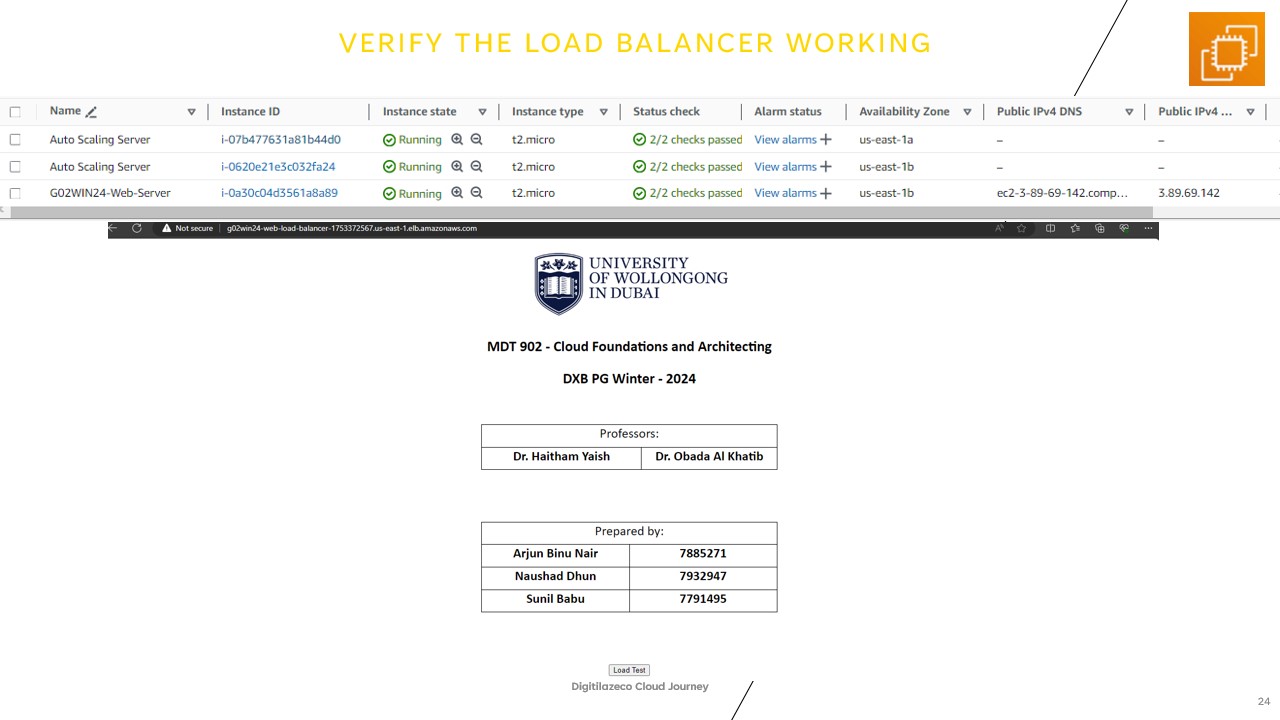 VERIFY THE LOAD BALANCER WORKING
Name Instance ID Instance state Instance type Status check Alarm status Availability Zone Public IPv4 DNS Public IPv4 ...
Auto Scaling Server i-07b477631a81b44d0 Running t2.micro 2/2 checks passed View alarms + us-east-1a –  –
Auto Scaling Server i-0620e21e3c032fa24 Running t2.micro 2/2 checks passed View alarms + us-east-1b –  –
G02WIN24-Web-Server i-0a30c04d3561a8a89 Running t2.micro 2/2 checks passed View alarms + us-east-1b ec2-3-89-69-142.comp... 3.89.69.142
Not secure | g02win24-web-load-balancer-1753372567.us-east-1.elb.amazonaws.com
UNIVERSITY
OF WOLLONGONG
IN DUBAI
MDT 902 - Cloud Foundations and Architecting
DXB PG Winter - 2024
Professors:
Dr. Haitham Yaish Dr. Obada Al Khatib
Prepared by:
Arjun Binu Nair 7885271
Naushad Dhun 7932947
Sunil Babu 7791495
Load Test
Digitilazeco Cloud Journey
24